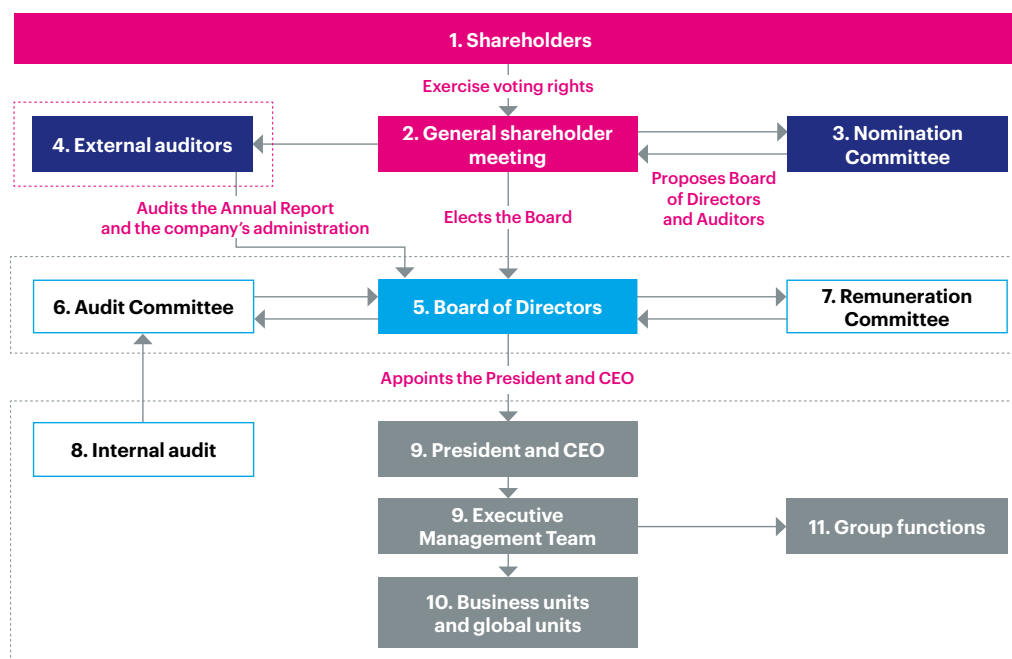 1. Shareholders
Exercise voting rights
4. External auditors
2. General shareholder
meeting
3. Nomination
Committee
Proposes Board
of Directors
and Auditors
Audits the Annual Report
and the company’s administration
Elects the Board
6. Audit Committee
5. Board of Directors
7. Remuneration
Committee
Appoints the President and CEO
8. Internal audit
9. President and CEO
9. Executive
Management Team
11. Group functions
10. Business units
and global units